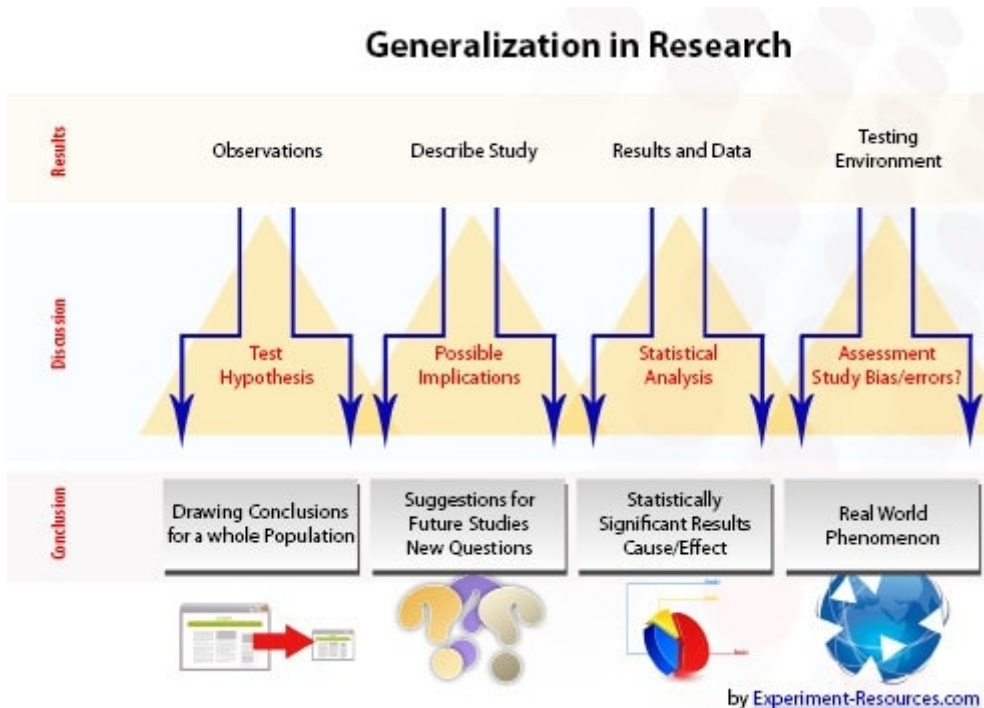 Generalization in Research
Results
Observations
Describe Study
Results and Data
Testing
Environment
Discussion
Test
Hypothesis
Possible
Implications
Statistical
Analysis
Assessment
Study Bias/errors?
Conclusion
Drawing Conclusions
for a whole Population
Suggestions for
Future Studies
New Questions
Statistically
Significant Results
Cause/Effect
Real World
Phenomenon
by Experiment-Resources.com